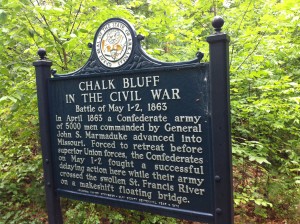 CHALK BLUFF
IN THE CIVIL WAR
Battle of May 1-2, 1863
In April 1863 a Confederate army
of 5000 men commanded by General
John S. Marmaduke advanced into
Missouri. Forced to retreat before
superior Union forces, the Confederates
on May 1-2, fought a successful
delaying action here while their army
crossed the swollen St. Francis River
on a makeshift floating bridge.